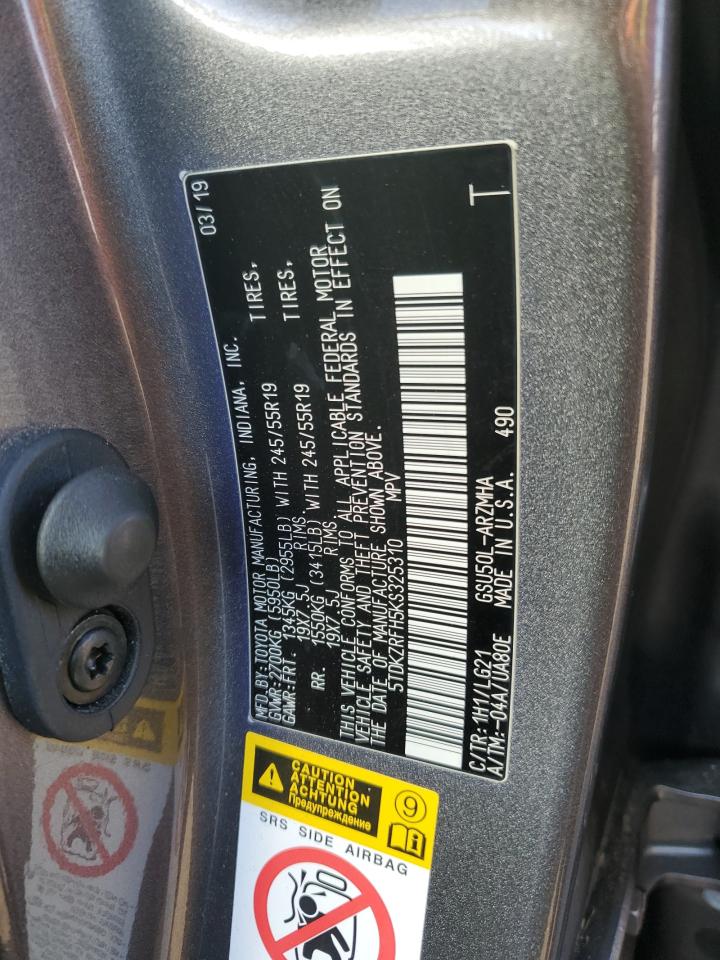 03/19
MFD.BY:TOYOTA MOTOR MANUFACTURING, INDIANA, INC.
GVWR:2700KG (5950LB)
GAWR:FRT. 1345KG (2955LB) WITH 245/55R19 TIRES,
19X7.5J RIMS.
RR. 1550KG (3415LB) WITH 245/55R19 TIRES,
19X7.5J RIMS.
THIS VEHICLE CONFORMS TO ALL APPLICABLE FEDERAL MOTOR
VEHICLE SAFETY AND THEFT PREVENTION STANDARDS IN EFFECT ON
THE DATE OF MANUFACTURE SHOWN ABOVE.
5TDKZRFH5KS325310 MPV
C/TR:1H1/LG21 GSU50L-ARZMHA
A/TM:-04A/UA80E MADE IN U.S.A. 490 T
CAUTION
ATTENTION
ACHTUNG
Предупреждение
9
i
SRS SIDE AIRBAG